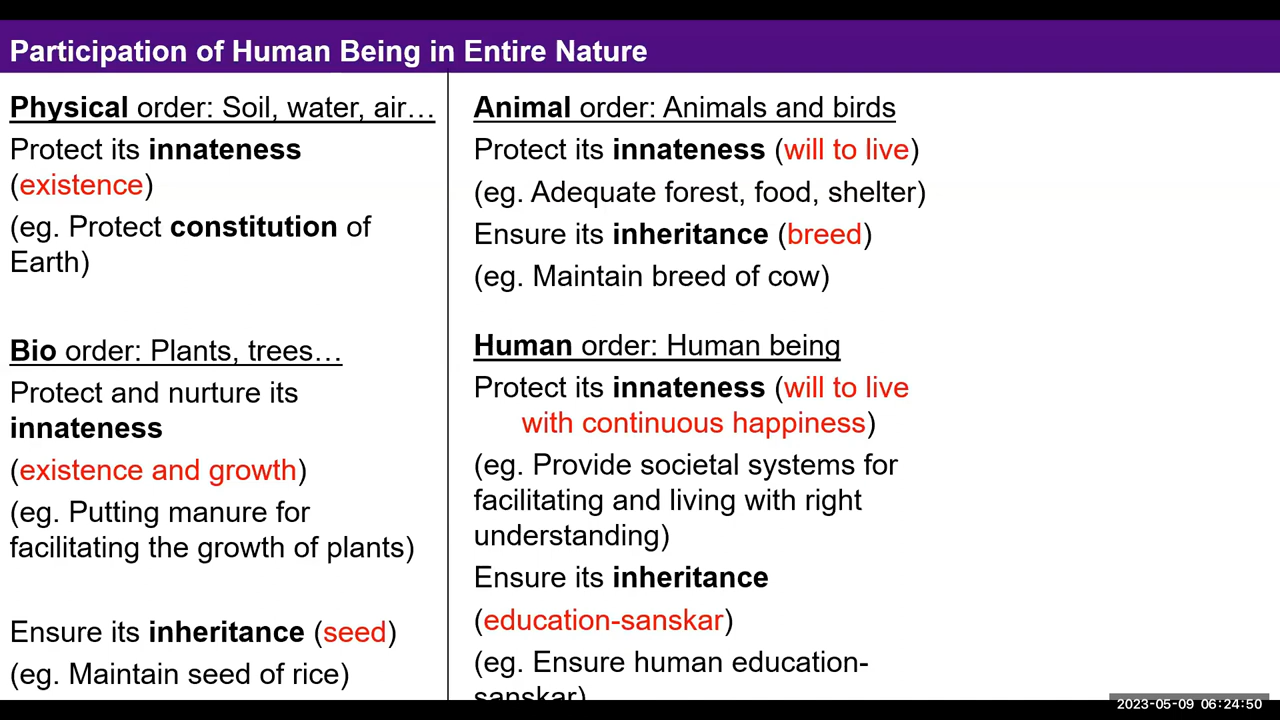 Participation of Human Being in Entire Nature
Physical order: Soil, water, air…
Protect its innateness
(existence)
(eg. Protect constitution of
Earth)
Bio order: Plants, trees…
Protect and nurture its
innateness
(existence and growth)
(eg. Putting manure for
facilitating the growth of plants)
Ensure its inheritance (seed)
(eg. Maintain seed of rice)
Animal order: Animals and birds
Protect its innateness (will to live)
(eg. Adequate forest, food, shelter)
Ensure its inheritance (breed)
(eg. Maintain breed of cow)
Human order: Human being
Protect its innateness (will to live
with continuous happiness)
(eg. Provide societal systems for
facilitating and living with right
understanding)
Ensure its inheritance
(education-sanskar)
(eg. Ensure human education-
sanskar)
2023-05-09 06:24:50